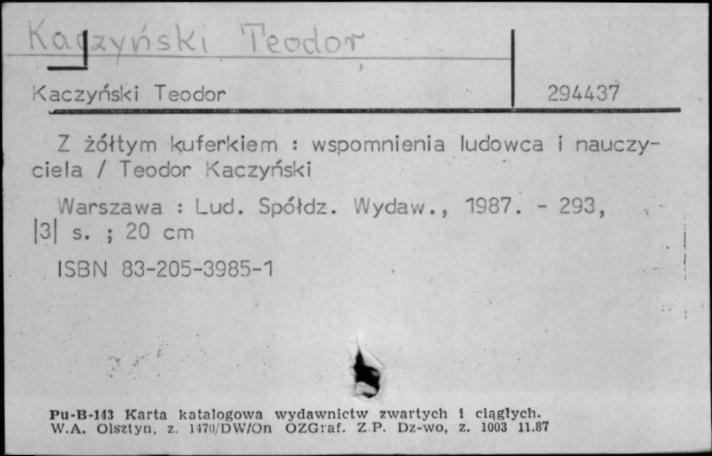 Kaczyński Teodor
Kaczyński Teodor 294437
Z żółtym kuferkiem : wspomnienia ludowca i nauczy-
ciela / Teodor Kaczyński
Warszawa : Lud. Spółdz. Wydaw., 1987. - 293,
|3| s. ; 20 cm
ISBN 83-205-3985-1
Pu-B-143 Karta katalogowa wydawnictw zwartych i ciągłych.
W.A. Olsztyn, z. 1470/DW/On OZGraf. Z.P. Dz-wo, z. 1003 11.87